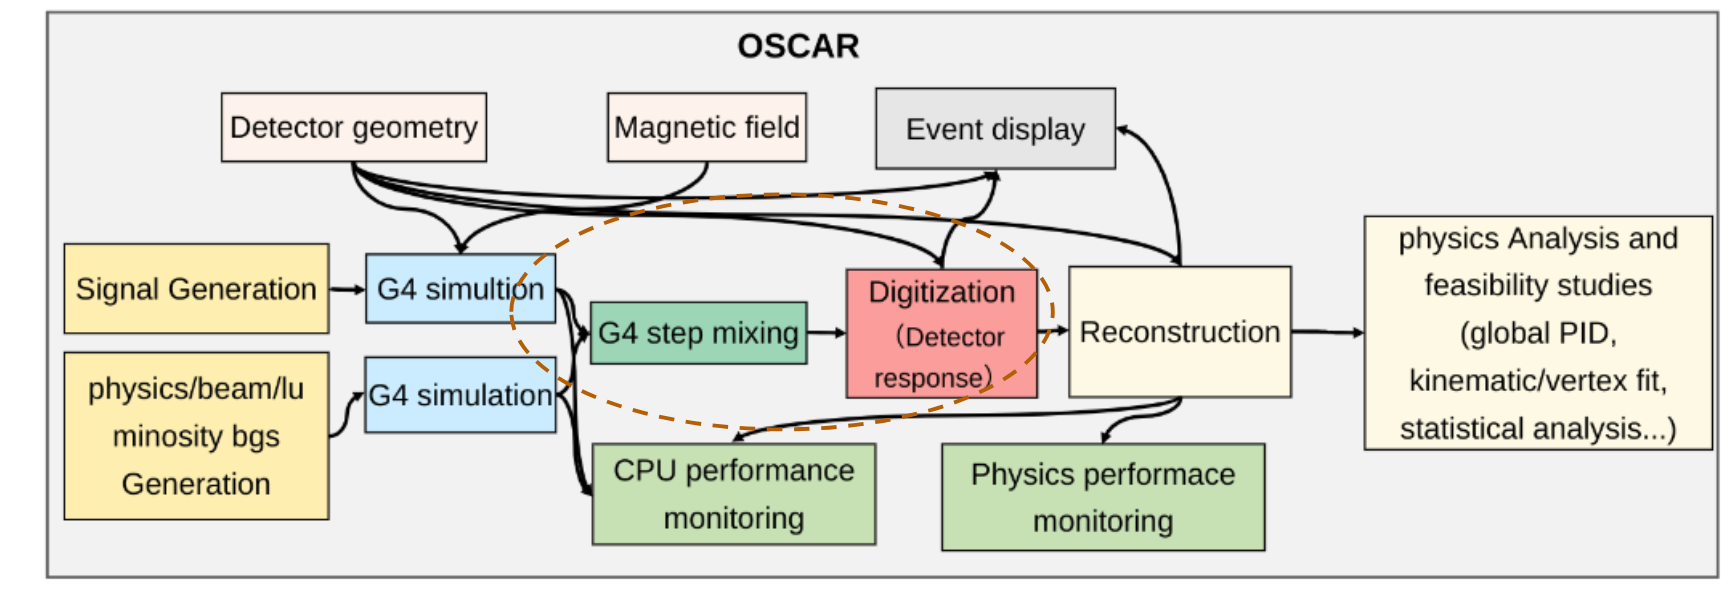 OSCAR
Detector geometry
Magnetic field
Event display
Signal Generation
G4 simultion
physics/beam/lu
minosity bgs
Generation
G4 simulation
G4 step mixing
Digitization
（Detector
response）
Reconstruction
physics Analysis and
feasibility studies
(global PID,
kinematic/vertex fit,
statistical analysis...)
CPU performance
monitoring
Physics performace
monitoring